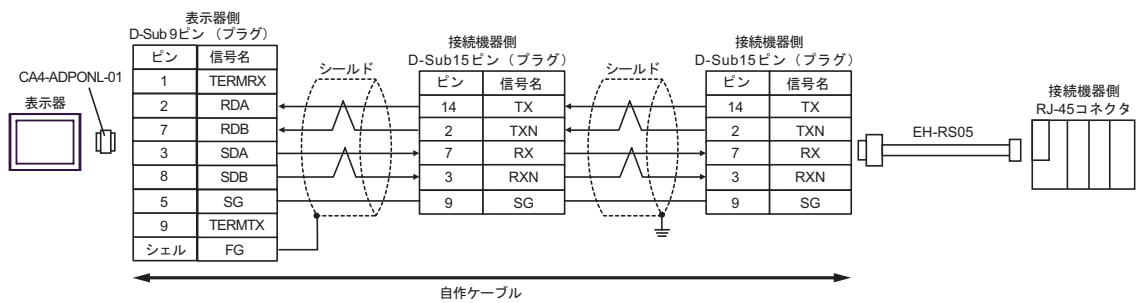 表示器側
D-Sub 9ピン (プラグ)
ピン 信号名
1 TERMRX
2 RDA
7 RDB
3 SDA
8 SDB
5 SG
9 TERMTX
シェル FG
CA4-ADPONL-01
表示器
シールド
接続機器側
D-Sub15ピン(プラグ)
ピン 信号名
14 TX
2 TXN
7 RX
3 RXN
9 SG
シールド
接続機器側
D-Sub15ピン(プラグ)
ピン 信号名
14 TX
2 TXN
7 RX
3 RXN
9 SG
EH-RS05
接続機器側
RJ-45コネクタ
自作ケーブル